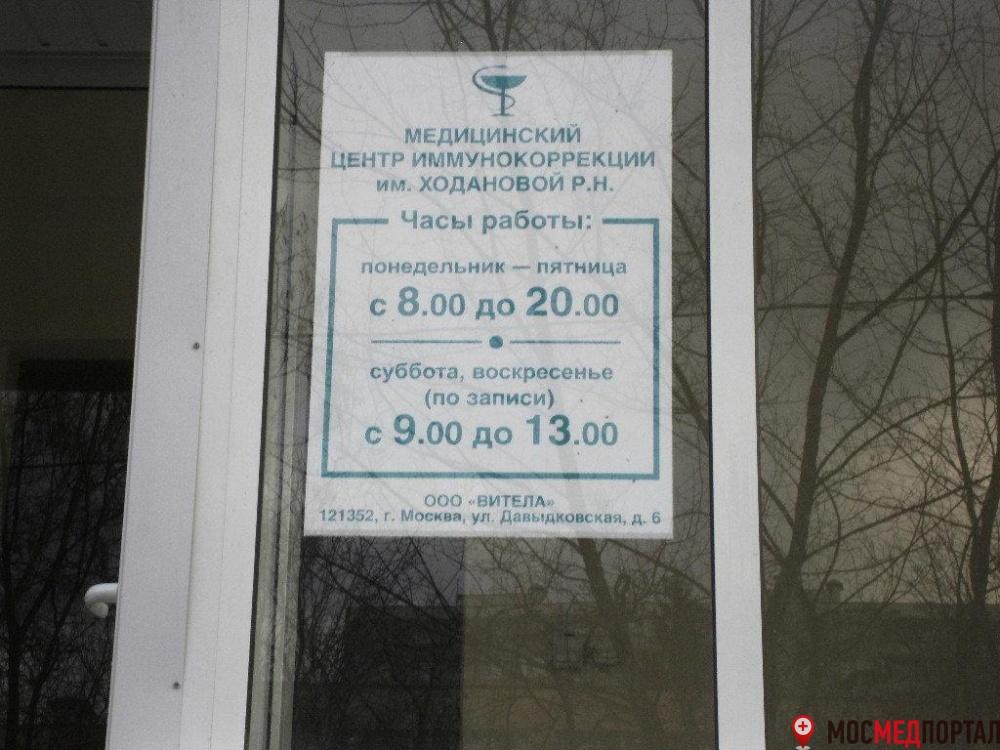 МЕДИЦИНСКИЙ
ЦЕНТР ИММУНОКОРРЕКЦИИ
им. ХОДАНОВОЙ Р.Н.
Часы работы:
понедельник — пятница
с 8.00 до 20.00
суббота, воскресенье
(по записи)
с 9.00 до 13.00
ООО «ВИТЕЛА»
121352, г. Москва, ул. Давыдковская, д. 6
МОСМЕДПОРТАЛ